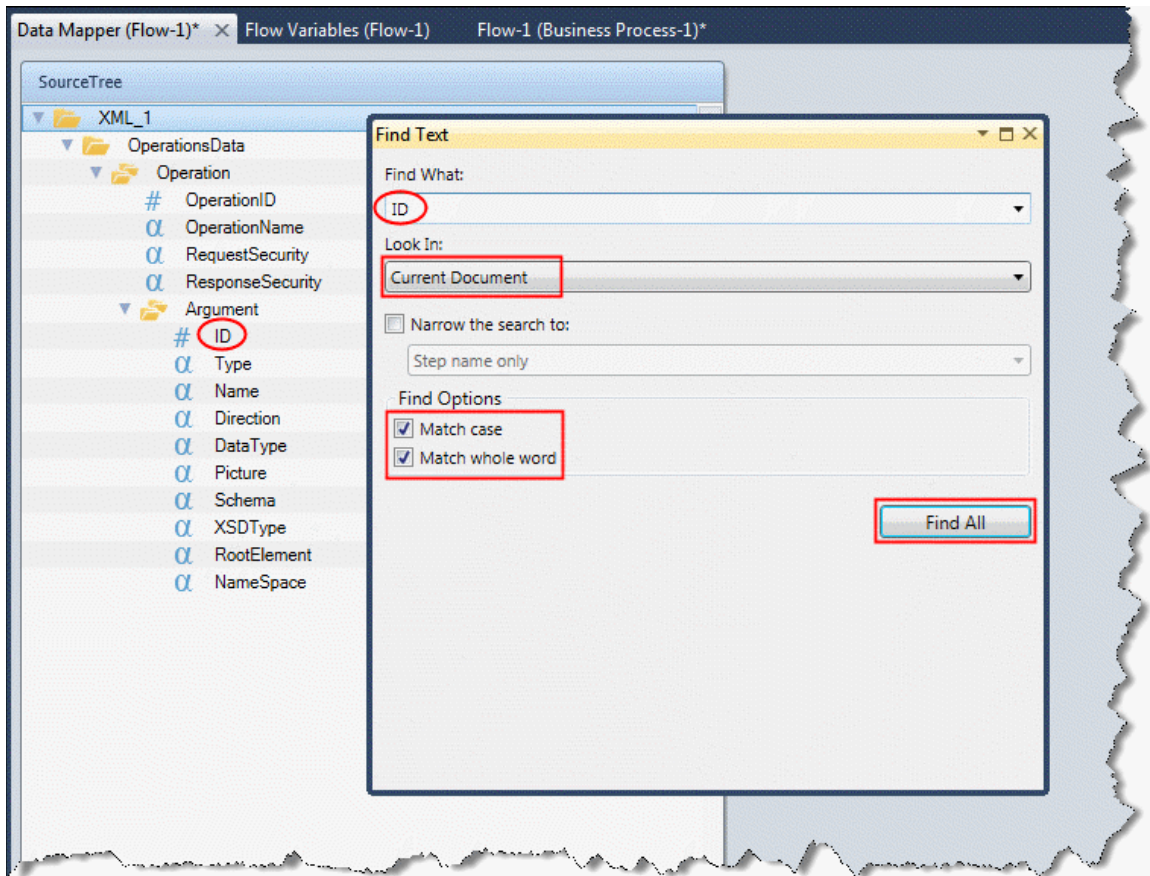 Data Mapper (Flow-1)* Flow Variables (Flow-1) Flow-1 (Business Process-1)*
SourceTree
XML_1
OperationsData
Operation
# OperationID
α OperationName
α RequestSecurity
α ResponseSecurity
Argument
# ID
α Type
α Name
α Direction
α DataType
α Picture
α Schema
α XSDType
α RootElement
α NameSpace
Find Text
Find What:
ID
Look In:
Current Document
Narrow the search to:
Step name only
Find Options
Match case
Match whole word
Find All